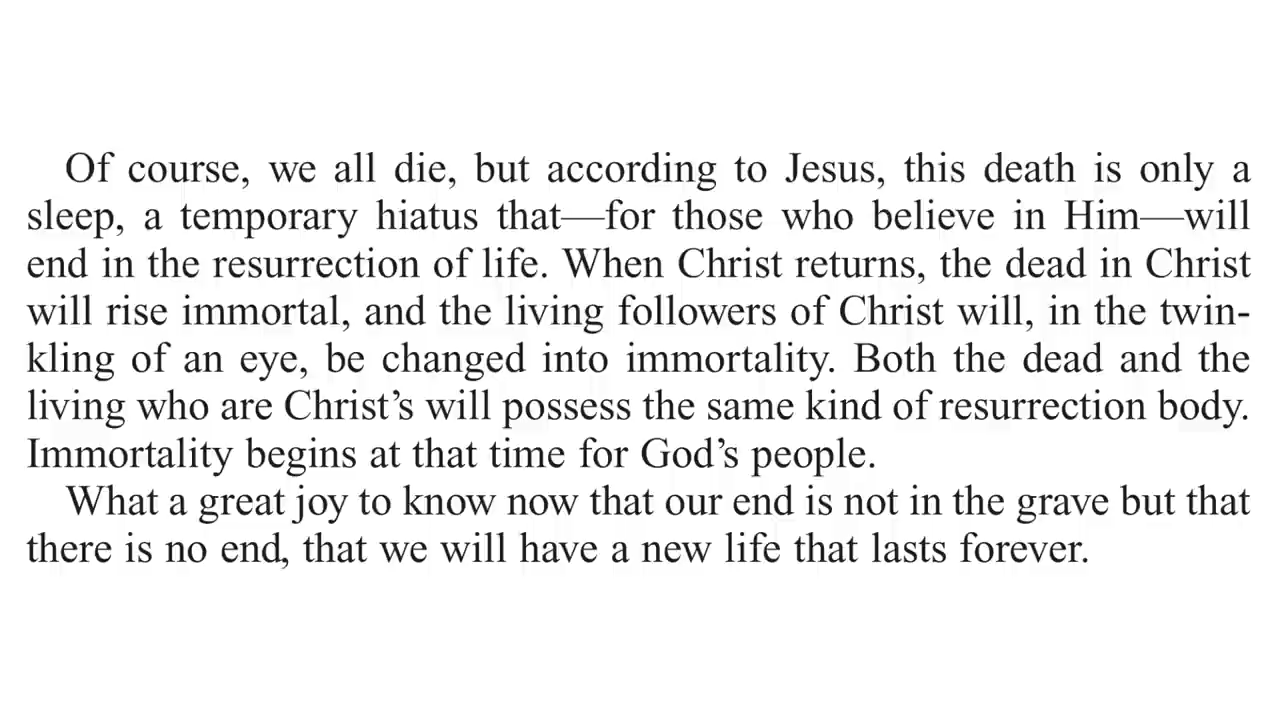 Of course, we all die, but according to Jesus, this death is only a
sleep, a temporary hiatus that—for those who believe in Him—will
end in the resurrection of life. When Christ returns, the dead in Christ
will rise immortal, and the living followers of Christ will, in the twin-
kling of an eye, be changed into immortality. Both the dead and the
living who are Christ’s will possess the same kind of resurrection body.
Immortality begins at that time for God’s people.
What a great joy to know now that our end is not in the grave but that
there is no end, that we will have a new life that lasts forever.